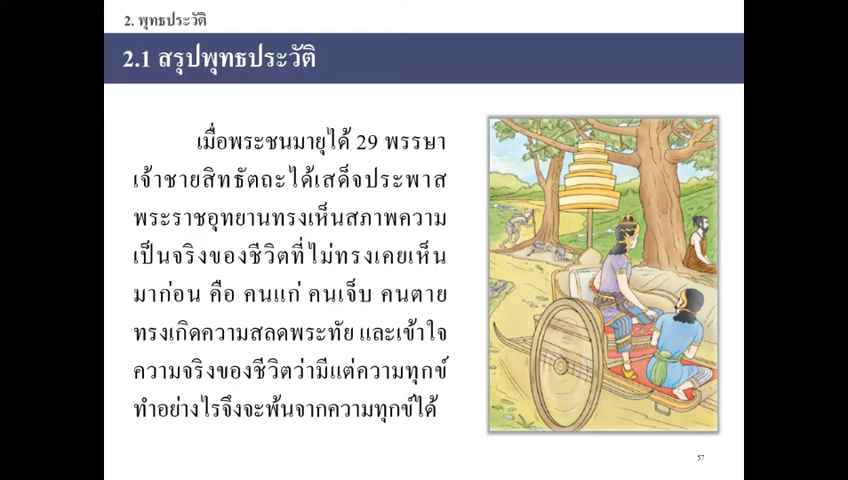 2. พุทธประวัติ
2.1 สรุปพุทธประวัติ
เมื่อพระชนมายุได้ 29 พรรษา
เจ้าชายสิทธัตถะได้เสด็จประพาส
พระราชอุทยานทรงเห็นสภาพความ
เป็นจริงของชีวิตที่ไม่ทรงเคยเห็น
มาก่อน คือ คนแก่ คนเจ็บ คนตาย
ทรงเกิดความสลดพระทัย และเข้าใจ
ความจริงของชีวิตว่ามีแต่ความทุกข์
ทำอย่างไรจึงจะพ้นจากความทุกข์ได้
57